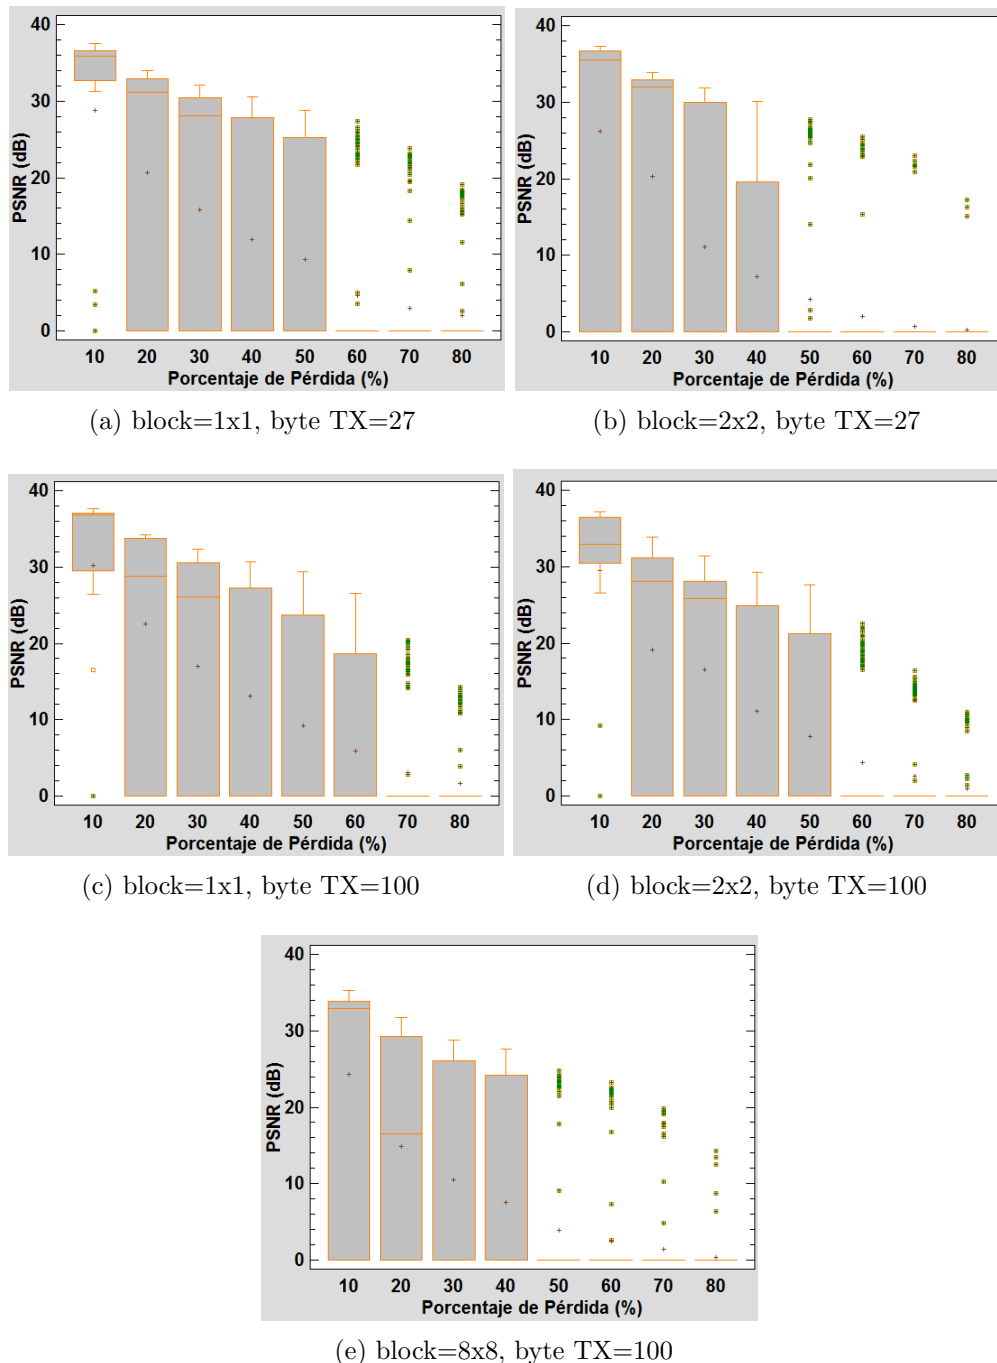 PSNR (dB)
40
30
20
10
0
10 20 30 40 50 60 70 80
Porcentaje de Pérdida (%)
(a) block=1x1, byte TX=27
PSNR (dB)
40
30
20
10
0
10 20 30 40 50 60 70 80
Porcentaje de Pérdida (%)
(b) block=2x2, byte TX=27
PSNR (dB)
40
30
20
10
0
10 20 30 40 50 60 70 80
Porcentaje de Pérdida (%)
(c) block=1x1, byte TX=100
PSNR (dB)
40
30
20
10
0
10 20 30 40 50 60 70 80
Porcentaje de Pérdida (%)
(d) block=2x2, byte TX=100
PSNR (dB)
40
30
20
10
0
10 20 30 40 50 60 70 80
Porcentaje de Pérdida (%)
(e) block=8x8, byte TX=100